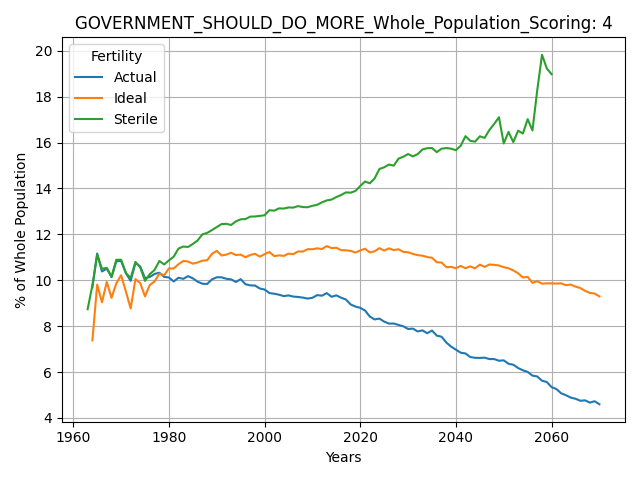 GOVERNMENT_SHOULD_DO_MORE_Whole_Population_Scoring: 4
Fertility
Actual
Ideal
Sterile
% of Whole Population
20
18
16
14
12
10
8
6
4
1960 1980 2000 2020 2040 2060
Years